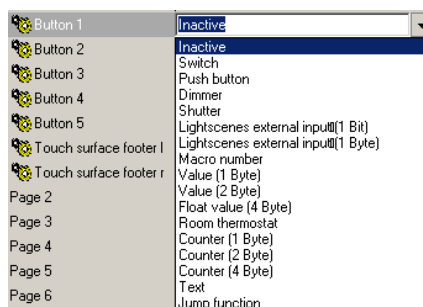 Button 1
Inactive
Button 2
Button 3
Button 4
Button 5
Touch surface footer l
Touch surface footer r
Page 2
Page 3
Page 4
Page 5
Page 6
Inactive
Switch
Push button
Dimmer
Shutter
Lightscenes external input (1 Bit)
Lightscenes external input (1 Byte)
Macro number
Value (1 Byte)
Value (2 Byte)
Float value (4 Byte)
Room thermostat
Counter (1 Byte)
Counter (2 Byte)
Counter (4 Byte)
Text
Jump function